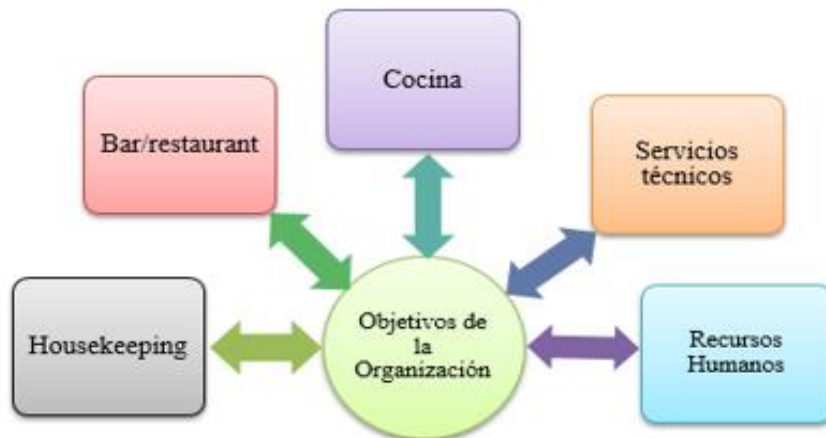 Cocina
Bar/restaurant
Servicios
técnicos
Housekeeping
Objetivos de
la
Organización
Recursos
Humanos